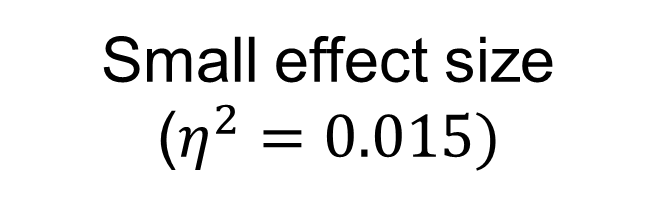 Small effect size
(η² = 0.015)